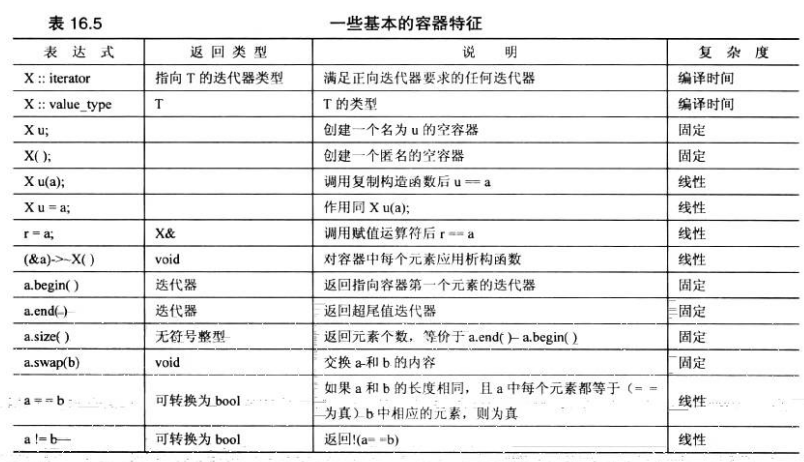 表 16.5 一些基本的容器特征
表 达 式 返 回 类 型 说 明 复 杂 度
X :: iterator 指向 T 的迭代器类型 满足正向迭代器要求的任何迭代器 编译时间
X :: value_type T T 的类型 编译时间
X u; 创建一个名为 u 的空容器 固定
X( ); 创建一个匿名的空容器 固定
X u(a); 调用复制构造函数后 u == a 线性
X u = a; 作用同 X u(a); 线性
r = a; X& 调用赋值运算符后 r == a 线性
(&a)->~X( ) void 对容器中每个元素应用析构函数 线性
a.begin( ) 迭代器 返回指向容器第一个元素的迭代器 固定
a.end( ) 迭代器 返回超尾值迭代器 固定
a.size( ) 无符号整型 返回元素个数，等价于 a.end( )– a.begin( ) 固定
a.swap(b) void 交换 a 和 b 的内容 固定
a = = b 可转换为 bool 如果 a 和 b 的长度相同，且 a 中每个元素都等于（= =
为真）b 中相应的元素，则为真 线性
a != b 可转换为 bool 返回!(a= =b) 线性